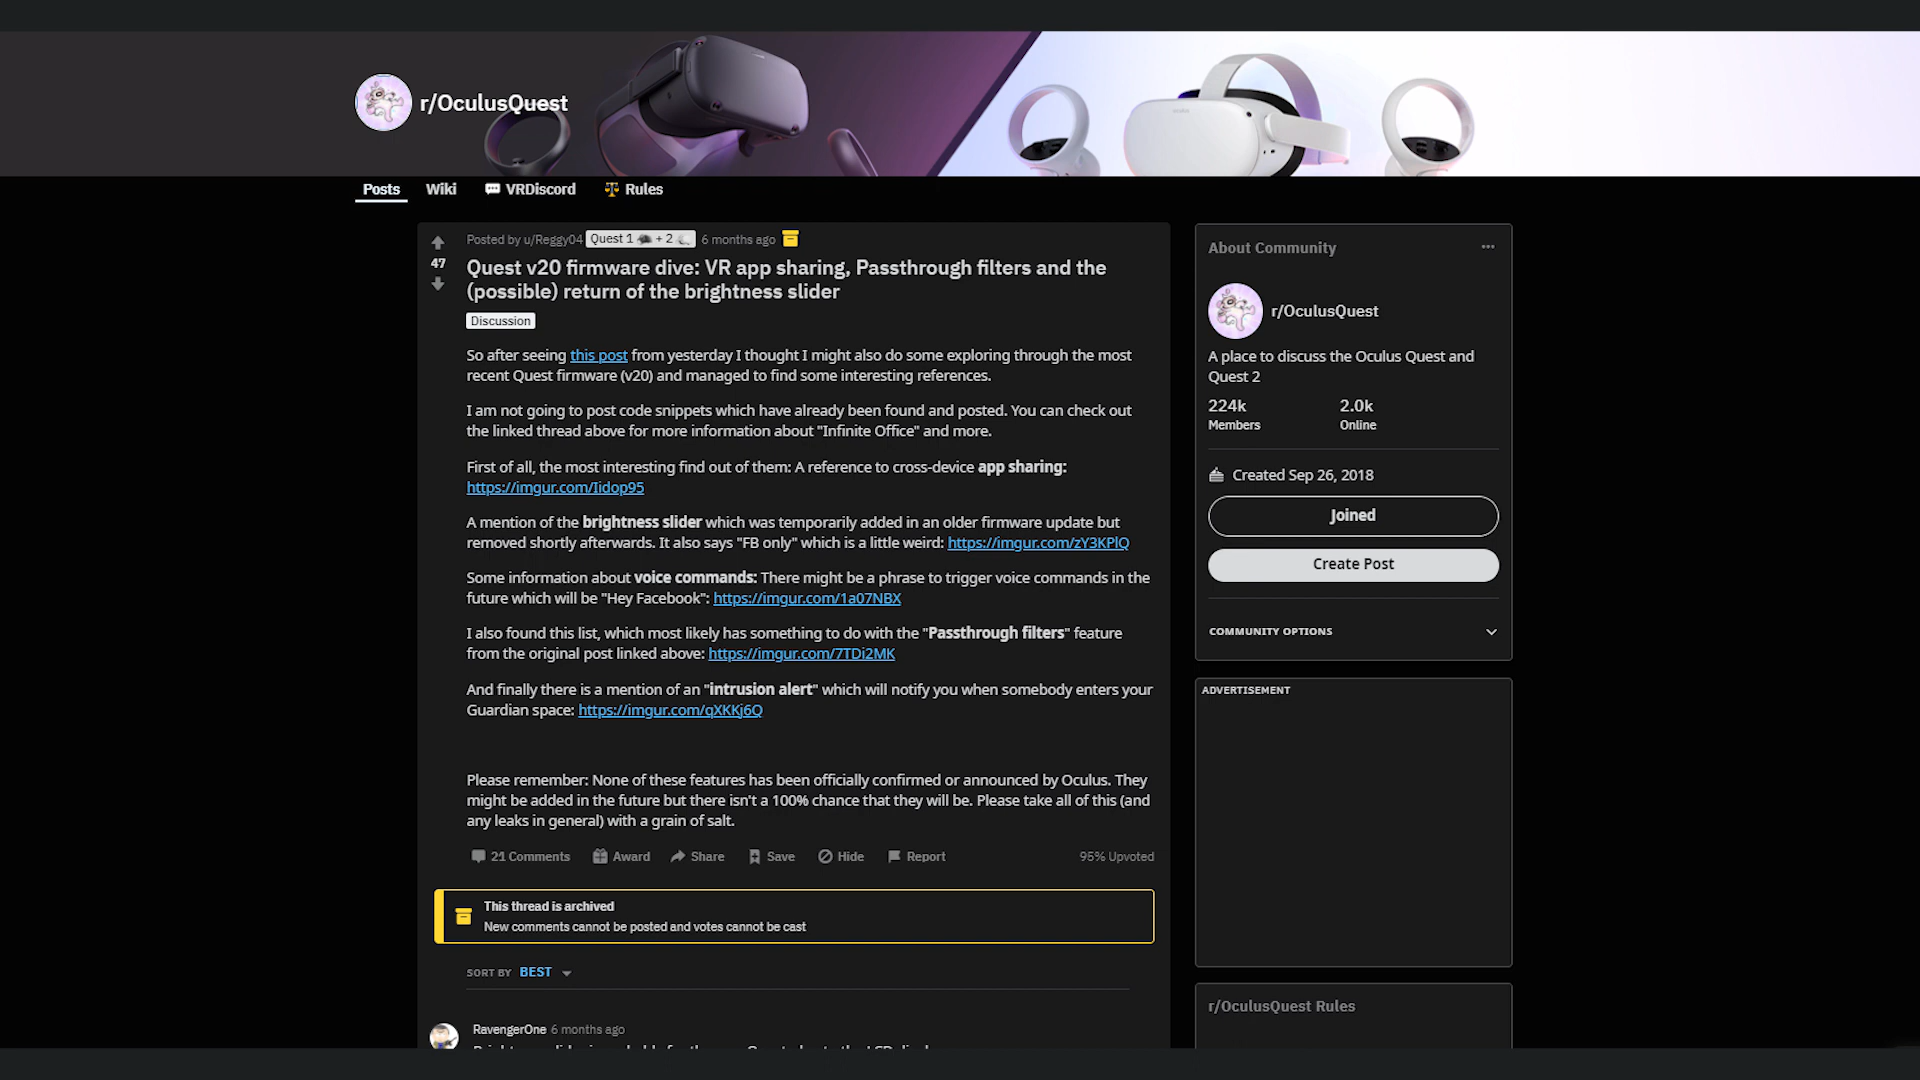 r/OculusQuest
Posts
Wiki
VRDiscord
Rules
Posted by u/Reggy04 Quest 1 + 2 6 months ago
47
Quest v20 firmware dive: VR app sharing, Passthrough filters and the
(possible) return of the brightness slider
Discussion
So after seeing this post from yesterday I thought I might also do some exploring through the most
recent Quest firmware (v20) and managed to find some interesting references.
I am not going to post code snippets which have already been found and posted. You can check out
the linked thread above for more information about "Infinite Office" and more.
First of all, the most interesting find out of them: A reference to cross-device app sharing:
https://imgur.com/Iidop95
A mention of the brightness slider which was temporarily added in an older firmware update but
removed shortly afterwards. It also says "FB only" which is a little weird: https://imgur.com/zY3KPlQ
Some information about voice commands: There might be a phrase to trigger voice commands in the
future which will be "Hey Facebook": https://imgur.com/1a07NBX
I also found this list, which most likely has something to do with the "Passthrough filters" feature
from the original post linked above: https://imgur.com/7TDi2MK
And finally there is a mention of an "intrusion alert" which will notify you when somebody enters your
Guardian space: https://imgur.com/qXKKj6Q
Please remember: None of these features has been officially confirmed or announced by Oculus. They
might be added in the future but there isn't a 100% chance that they will be. Please take all of this (and
any leaks in general) with a grain of salt.
21 Comments
Award
Share
Save
Hide
Report
95% Upvoted
This thread is archived
New comments cannot be posted and votes cannot be cast
SORT BY BEST
RavengerOne 6 months ago
About Community
r/OculusQuest
A place to discuss the Oculus Quest and
Quest 2
224k
2.0k
Members
Online
Created Sep 26, 2018
Joined
Create Post
COMMUNITY OPTIONS
ADVERTISEMENT
r/OculusQuest Rules